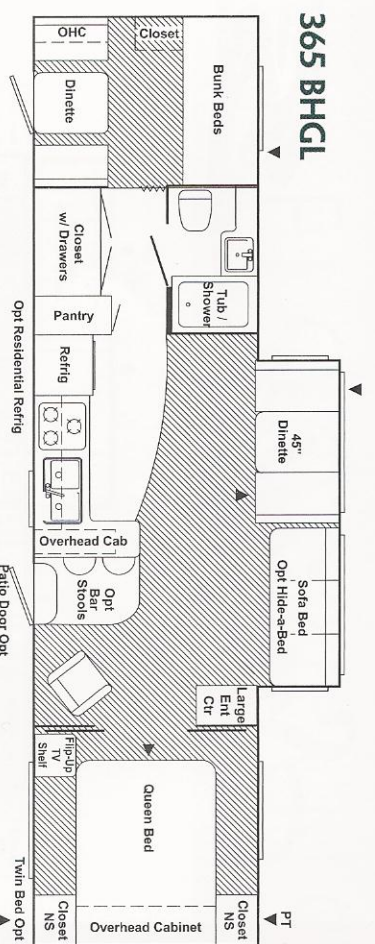 365 BHGL
OHC
Closet
Bunk Beds
Dinette
Closet
w/ Drawers
Tub /
Shower
Pantry
Refrig
Opt Residential Refrig
45"
Dinette
Overhead Cab
Opt
Bar
Stools
Sofa Bed
Opt Hide-a-Bed
Patio Door Opt
Large
Ent
Ctr
Flip-Up
TV
Shelf
Queen Bed
Twin Bed Opt
Closet
NS
Overhead Cabinet
Closet
NS
PT